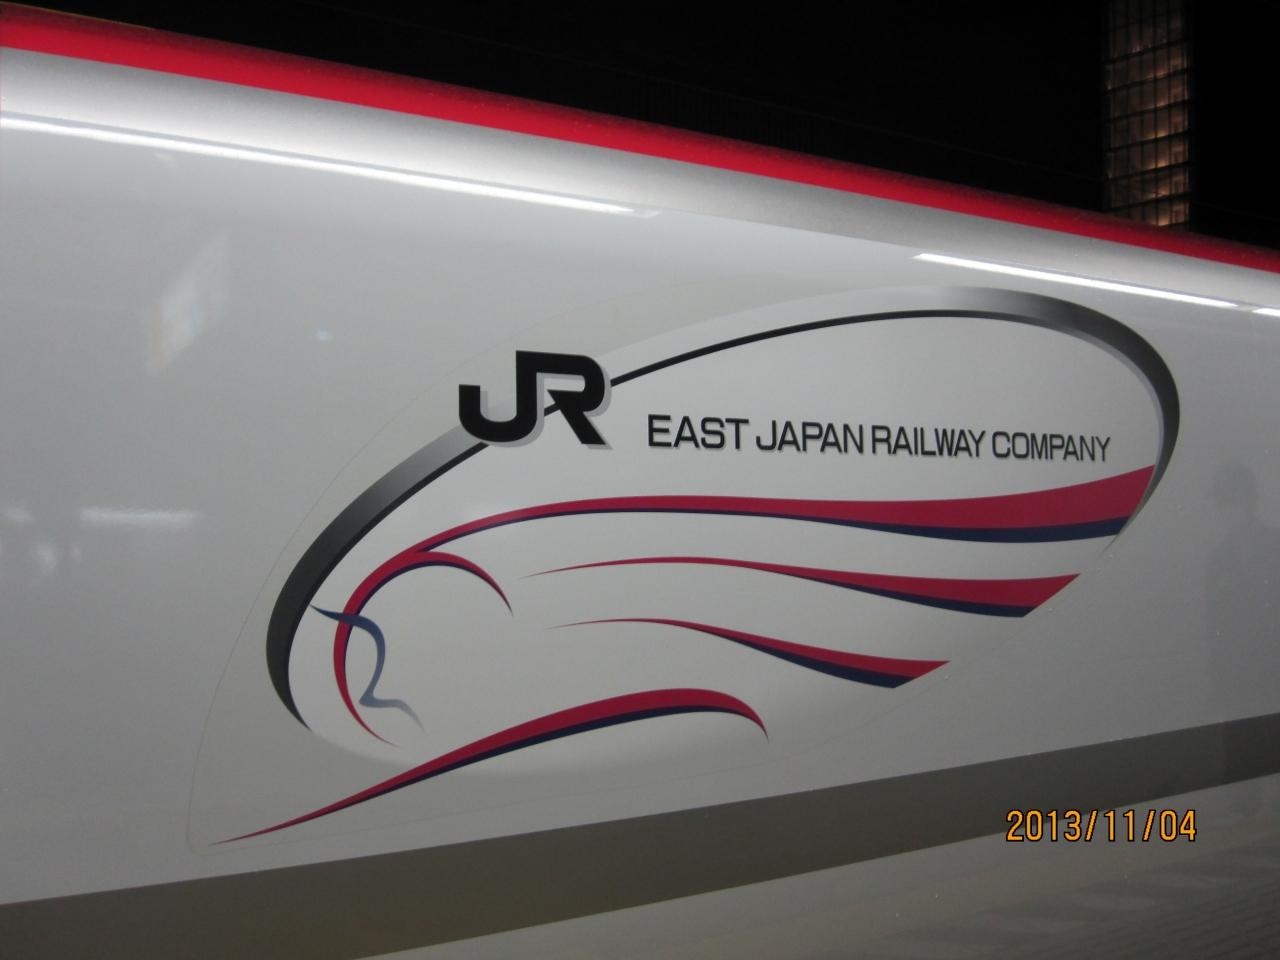 JR
EAST JAPAN RAILWAY COMPANY
2013/11/04